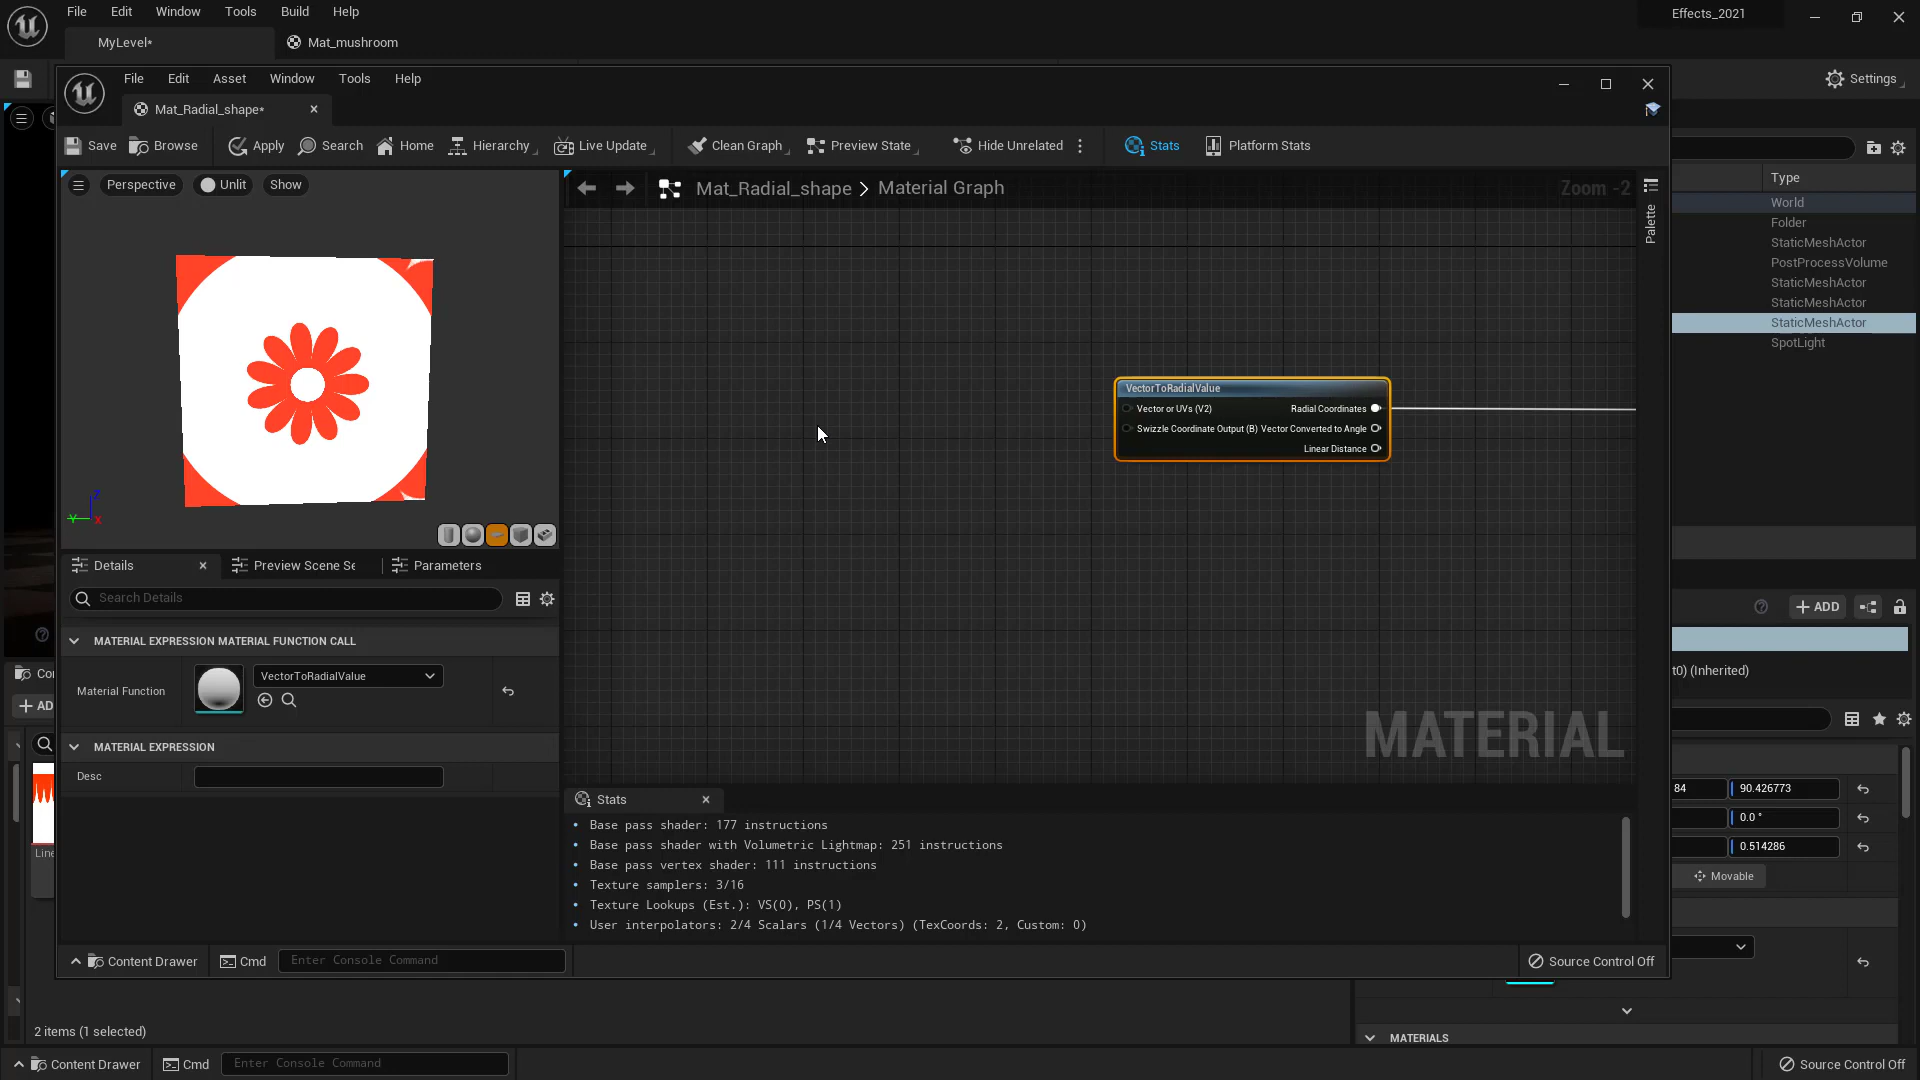 File Edit Window Tools Build Help
Effects_2021
MyLevel*
Mat_mushroom
File Edit Asset Window Tools Help
Settings
Mat_Radial_shape*
Save Browse Apply Search Home Hierarchy Live Update Clean Graph Preview State Hide Unrelated Stats Platform Stats
Perspective Unlit Show
Mat_Radial_shape > Material Graph
Zoom -2
Palette
Type
World
Folder
StaticMeshActor
PostProcessVolume
StaticMeshActor
StaticMeshActor
StaticMeshActor
SpotLight
VectorToRadialValue
Vector or UVs (V2) Radial Coordinates
Swizzle Coordinate Output (B) Vector Converted to Angle
Linear Distance
Z
Y X
Details Preview Scene Se Parameters
Search Details
MATERIAL EXPRESSION MATERIAL FUNCTION CALL
Material Function
VectorToRadialValue
MATERIAL EXPRESSION
Desc
MATERIAL
ADD
t0) (Inherited)
Con
AD
Line
Stats
• Base pass shader: 177 instructions
• Base pass shader with Volumetric Lightmap: 251 instructions
• Base pass vertex shader: 111 instructions
• Texture samplers: 3/16
• Texture Lookups (Est.): VS(0), PS(1)
• User interpolators: 2/4 Scalars (1/4 Vectors) (TexCoords: 2, Custom: 0)
84 90.426773
0.0 °
0.514286
Movable
Content Drawer Cmd Enter Console Command
Source Control Off
2 items (1 selected)
MATERIALS
Content Drawer Cmd Enter Console Command
Source Control Off